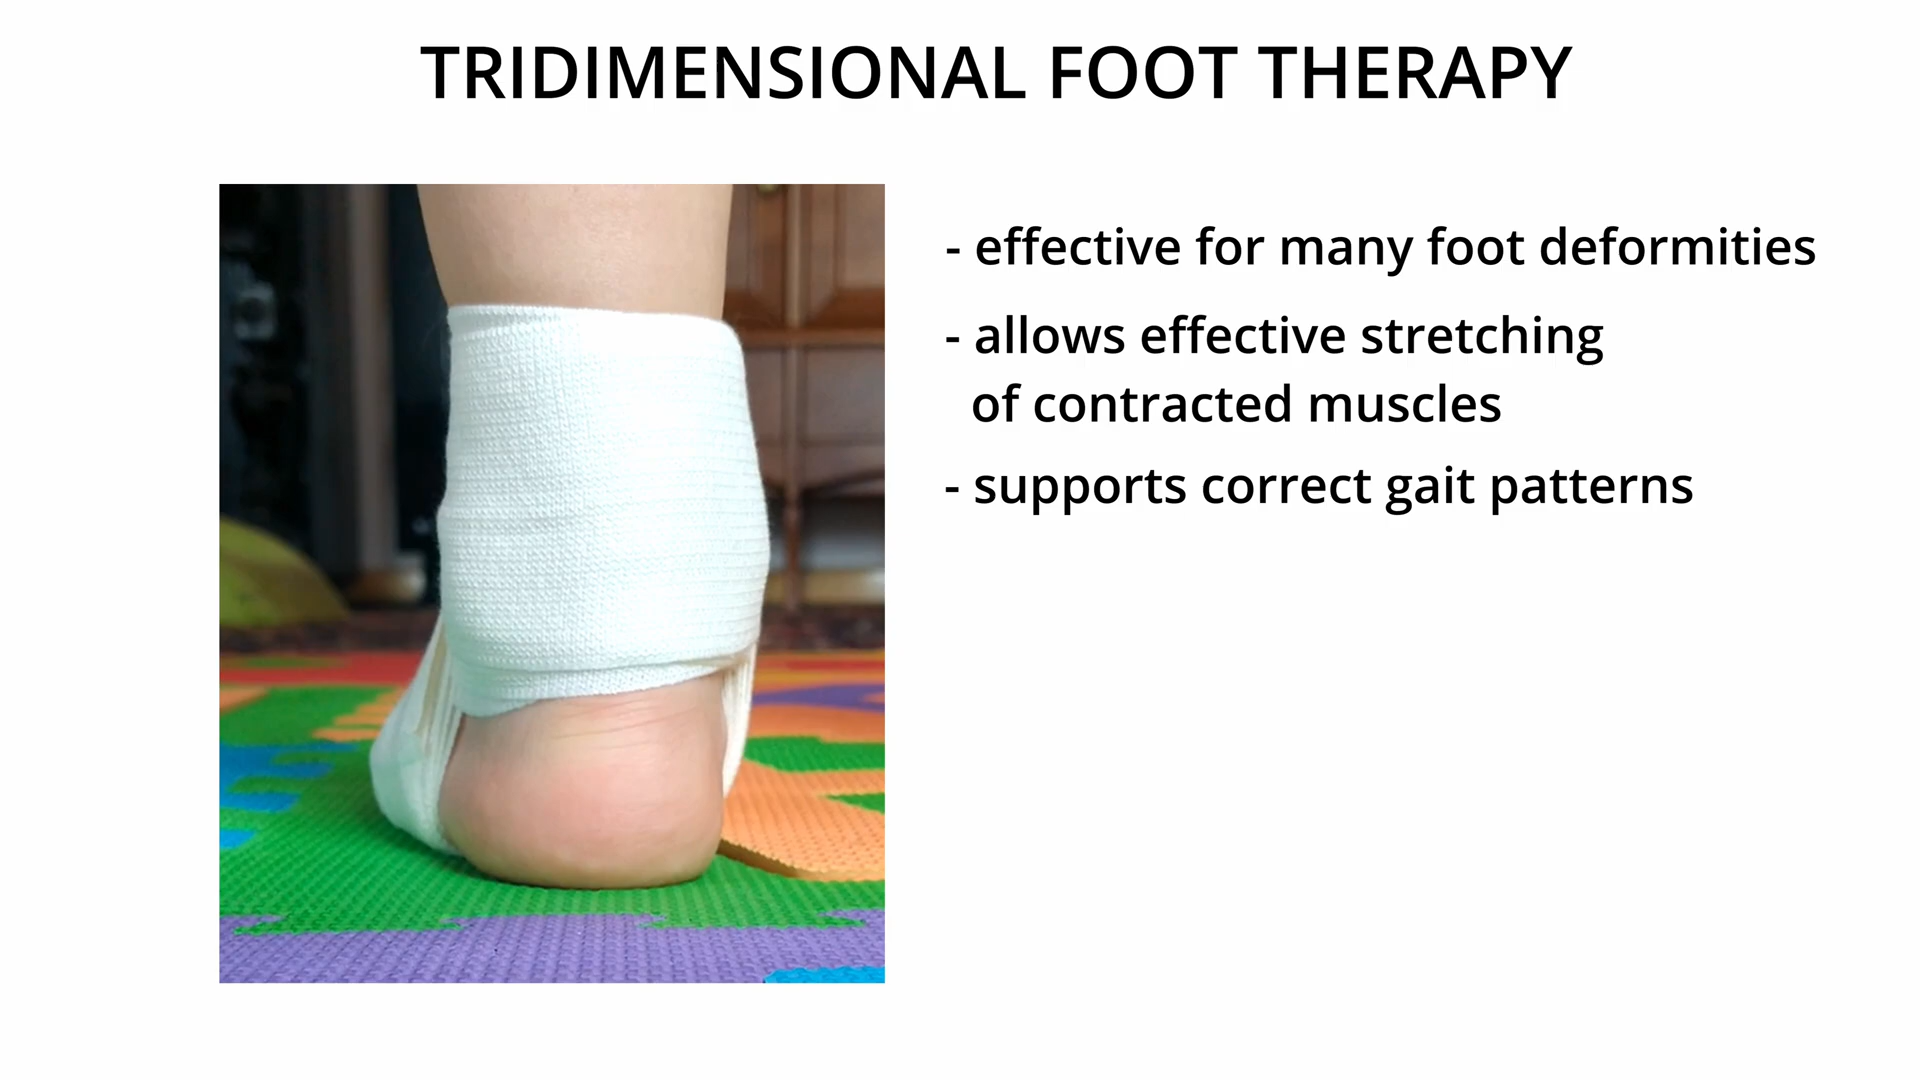 TRIDIMENSIONAL FOOT THERAPY
- effective for many foot deformities
- allows effective stretching
of contracted muscles
- supports correct gait patterns